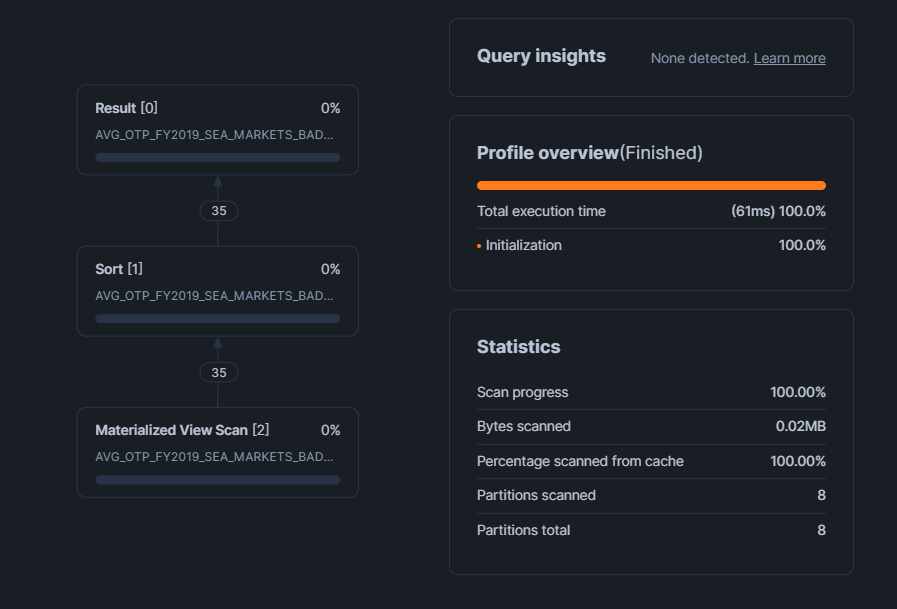 Result [0] 0%
AVG_OTP_FY2019_SEA_MARKETS_BAD...
35
Sort [1] 0%
AVG_OTP_FY2019_SEA_MARKETS_BAD...
35
Materialized View Scan [2] 0%
AVG_OTP_FY2019_SEA_MARKETS_BAD...
Query insights None detected. Learn more
Profile overview(Finished)
Total execution time (61ms) 100.0%
Initialization 100.0%
Statistics
Scan progress 100.00%
Bytes scanned 0.02MB
Percentage scanned from cache 100.00%
Partitions scanned 8
Partitions total 8